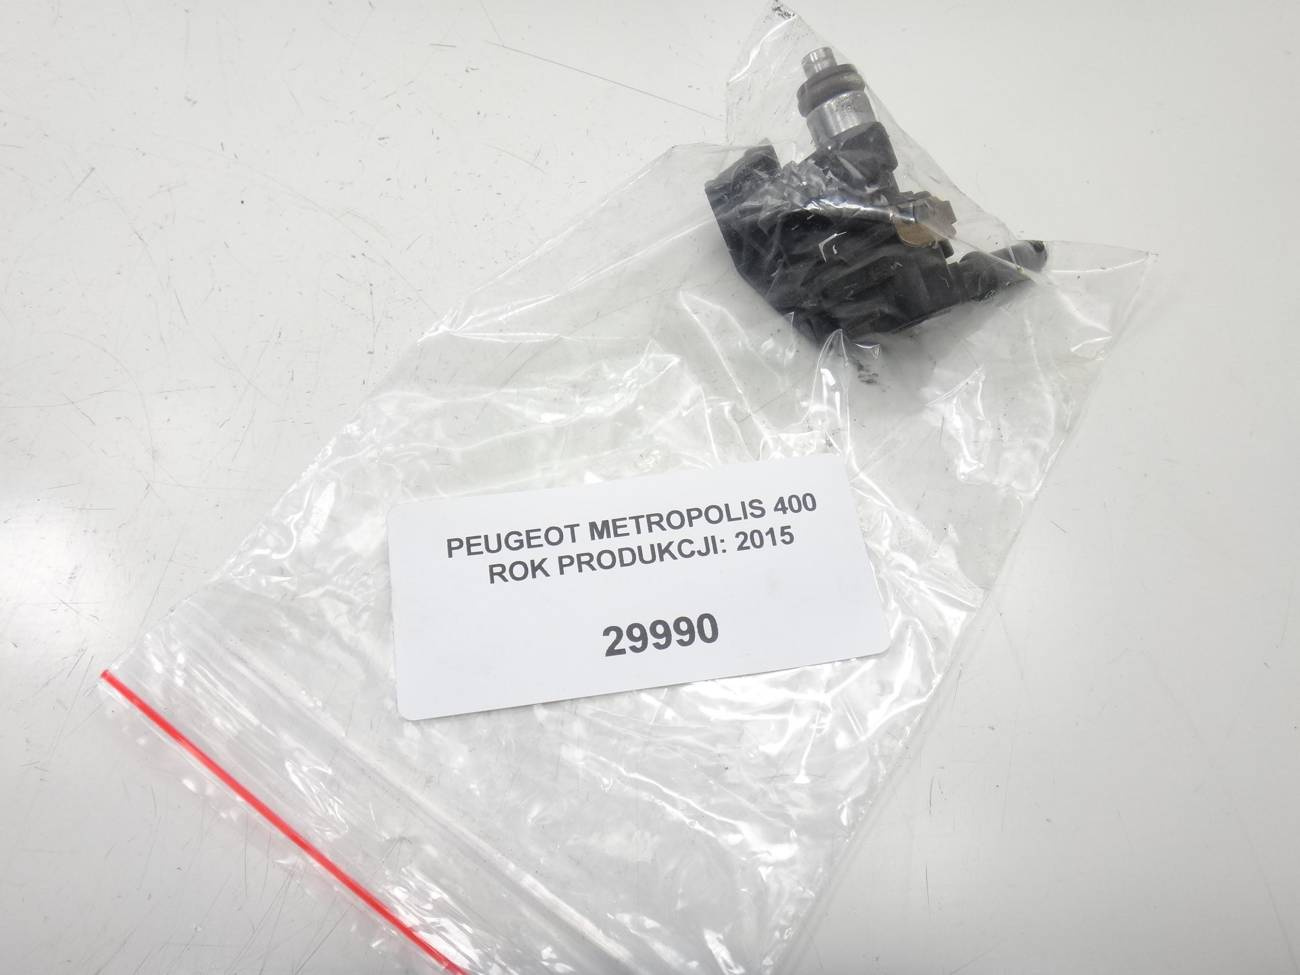 PEUGEOT METROPOLIS 400
ROK PRODUKCJI: 2015
29990